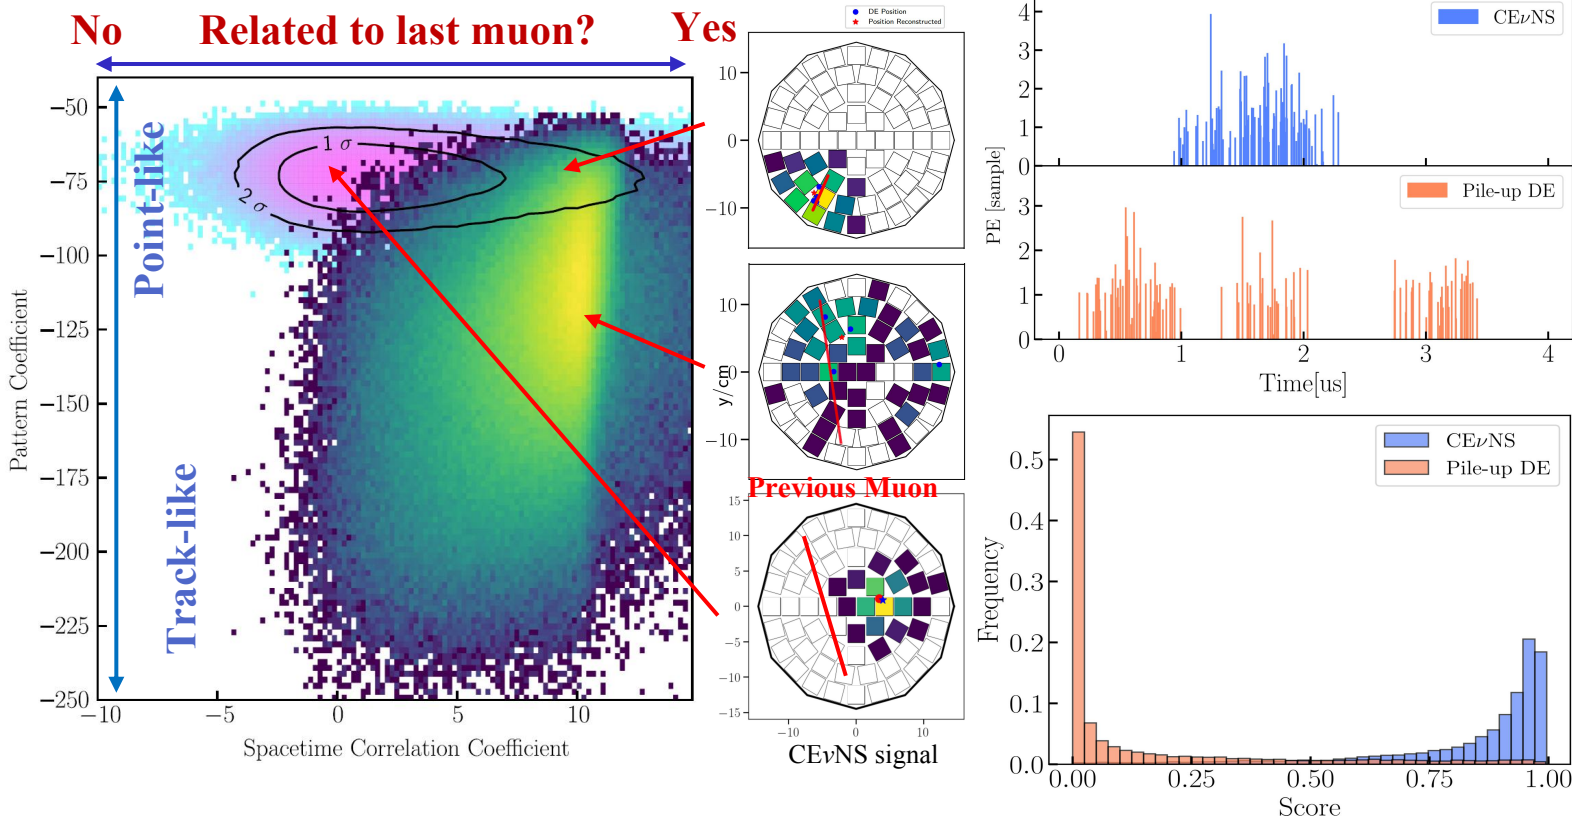 No
Related to last muon?
Yes
−50
−75
−100
−125
−150
−175
−200
−225
−250
Pattern Coefficient
Point-like
Track-like
1 σ
2 σ
−10
−5
0
5
10
Spacetime Correlation Coefficient
DE Position
Position Reconstructed
10
0
−10
10
0
−10
y/cm
Previous Muon
15
10
5
0
−5
−10
−15
−10
0
10
CEνNS signal
4
3
2
1
0
CEνNS
PE [sample]
3
2
1
0
Pile-up DE
0
1
2
3
4
Time[us]
CEνNS
Pile-up DE
0.5
0.4
0.3
0.2
0.1
0.0
Frequency
0.00
0.25
0.50
0.75
1.00
Score